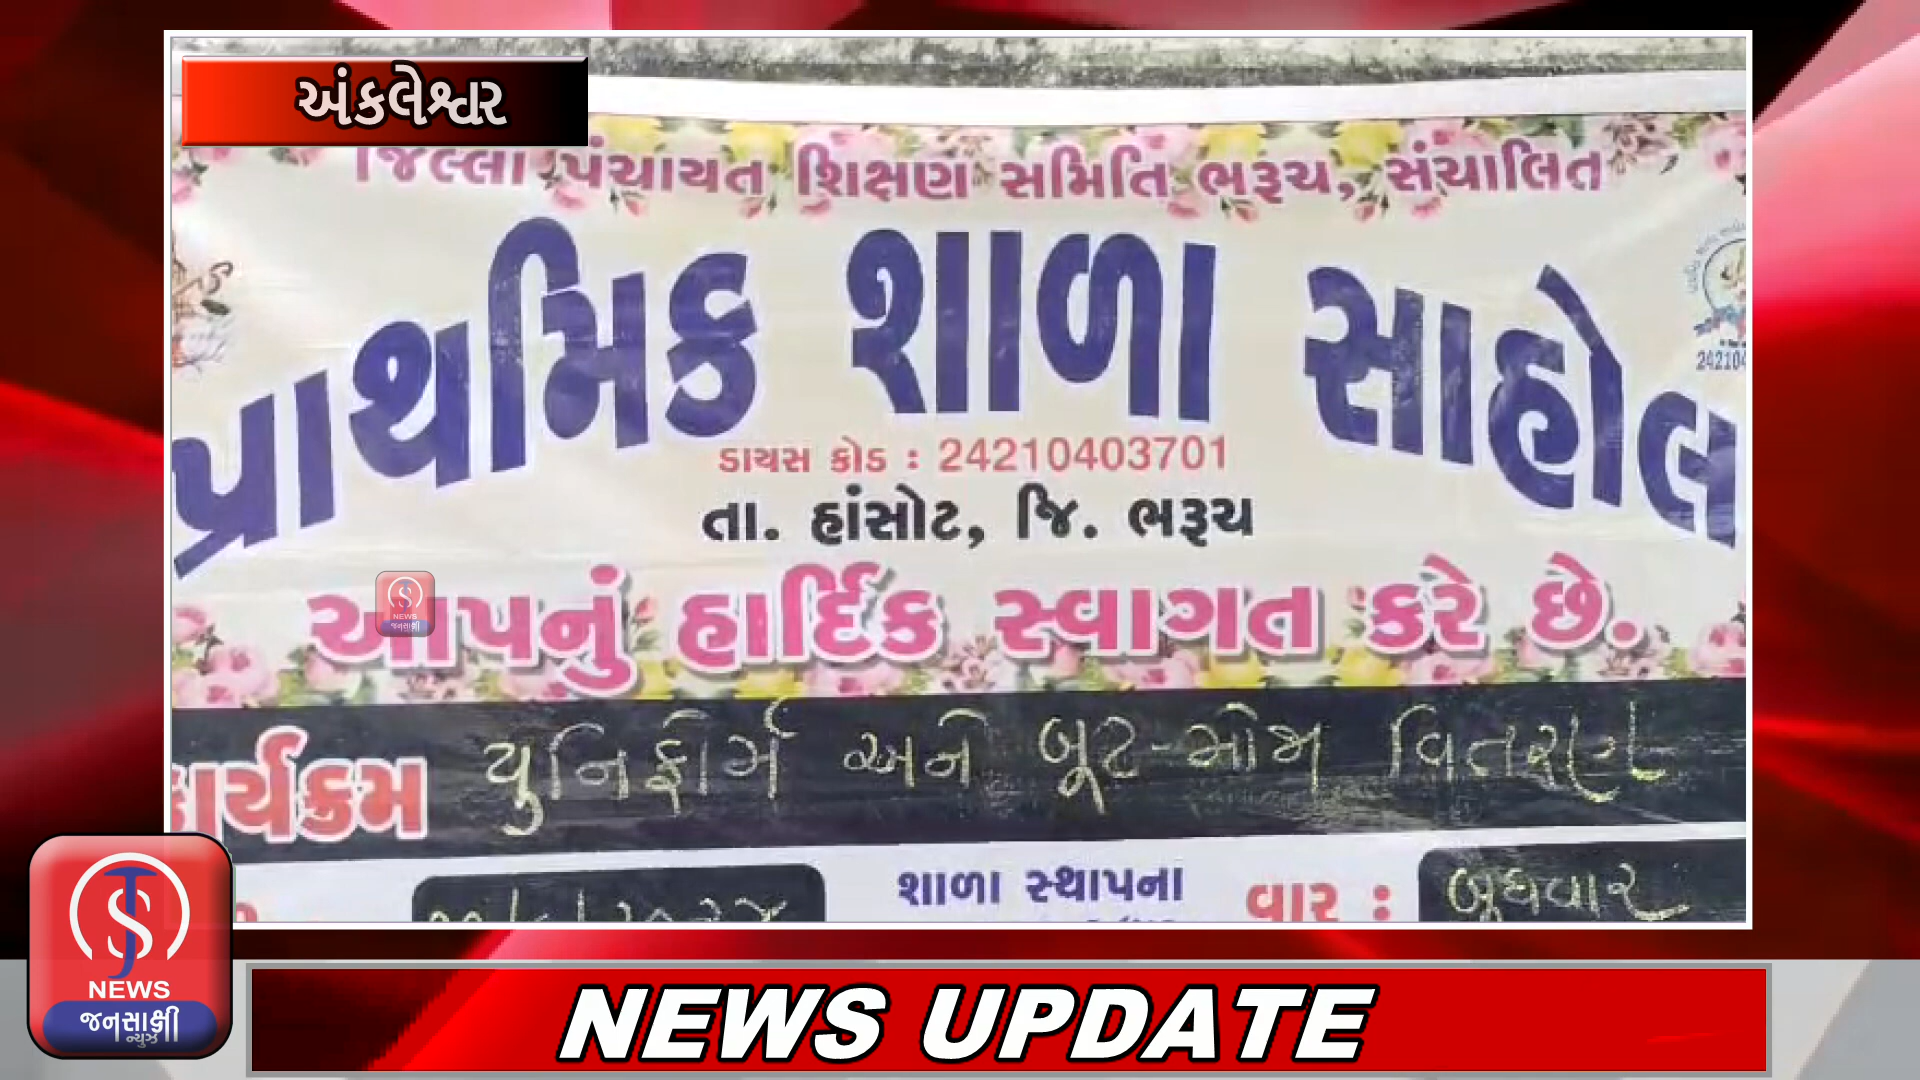 અંકલેશ્વર
જિલ્લા પંચાયત શિક્ષણ સમિતિ ભરૂચ, સંચાલિત
પ્રાથમિક શાળા સાહોલ
ડાયસ કોડ : 24210403701
તા. હાંસોટ, જિ. ભરૂચ
આપનું હાર્દિક સ્વાગત કરે છે.
કાર્યક્રમ યુનિફોર્મ અને બૂટ-મોજા વિતરણ
શાળા સ્થાપના
વાર : બુધવાર
NEWS
જનસાક્ષી
ન્યુઝ
NEWS UPDATE